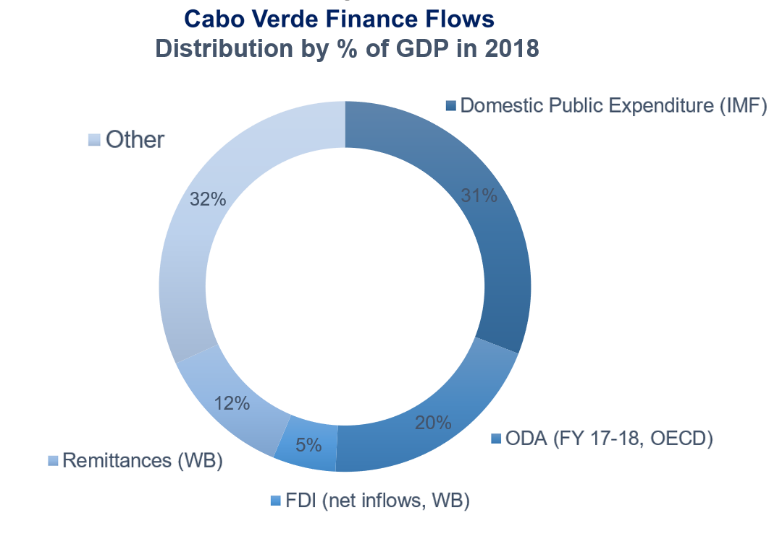 Cabo Verde Finance Flows
Distribution by % of GDP in 2018
Domestic Public Expenditure (IMF)
Other
31%
32%
12%
20%
5%
ODA (FY 17-18, OECD)
Remittances (WB)
FDI (net inflows, WB)